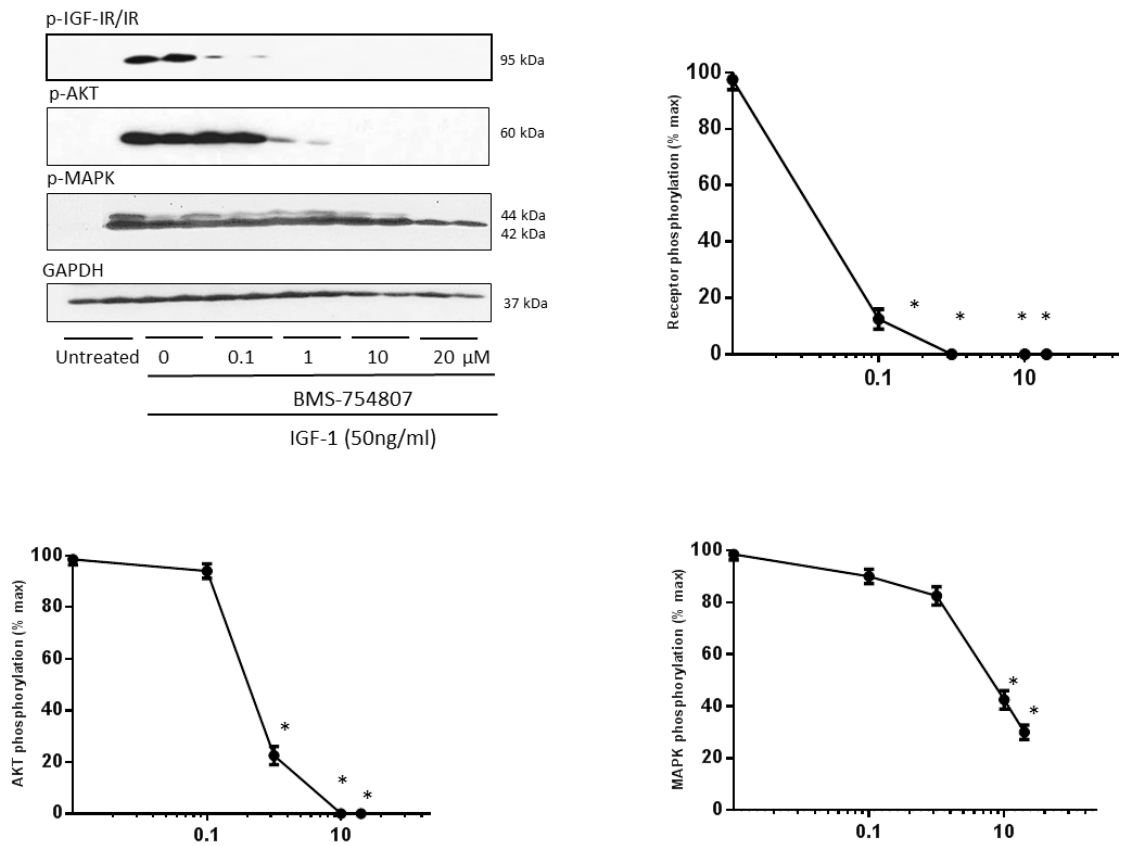 p-IGF-IR/IR
95 kDa
p-AKT
60 kDa
p-MAPK
44 kDa
42 kDa
GAPDH
37 kDa
Untreated 0 0.1 1 10 20 μM
BMS-754807
IGF-1 (50ng/ml)
Receptor phosphorylation (% max)
100
80
60
40
20
0
* * * *
0.1 10
AKT phosphorylation (% max)
100
80
60
40
20
0
* * *
0.1 10
MAPK phosphorylation (% max)
100
80
60
40
20
0
* *
0.1 10